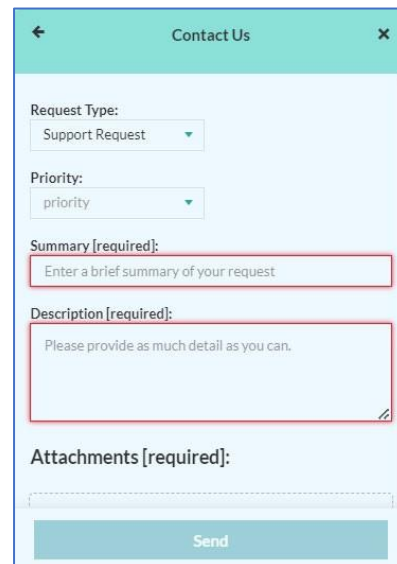 Contact Us
Request Type:
Support Request
Priority:
priority
Summary [required]:
Enter a brief summary of your request
Description [required]:
Please provide as much detail as you can.
Attachments [required]:
Send